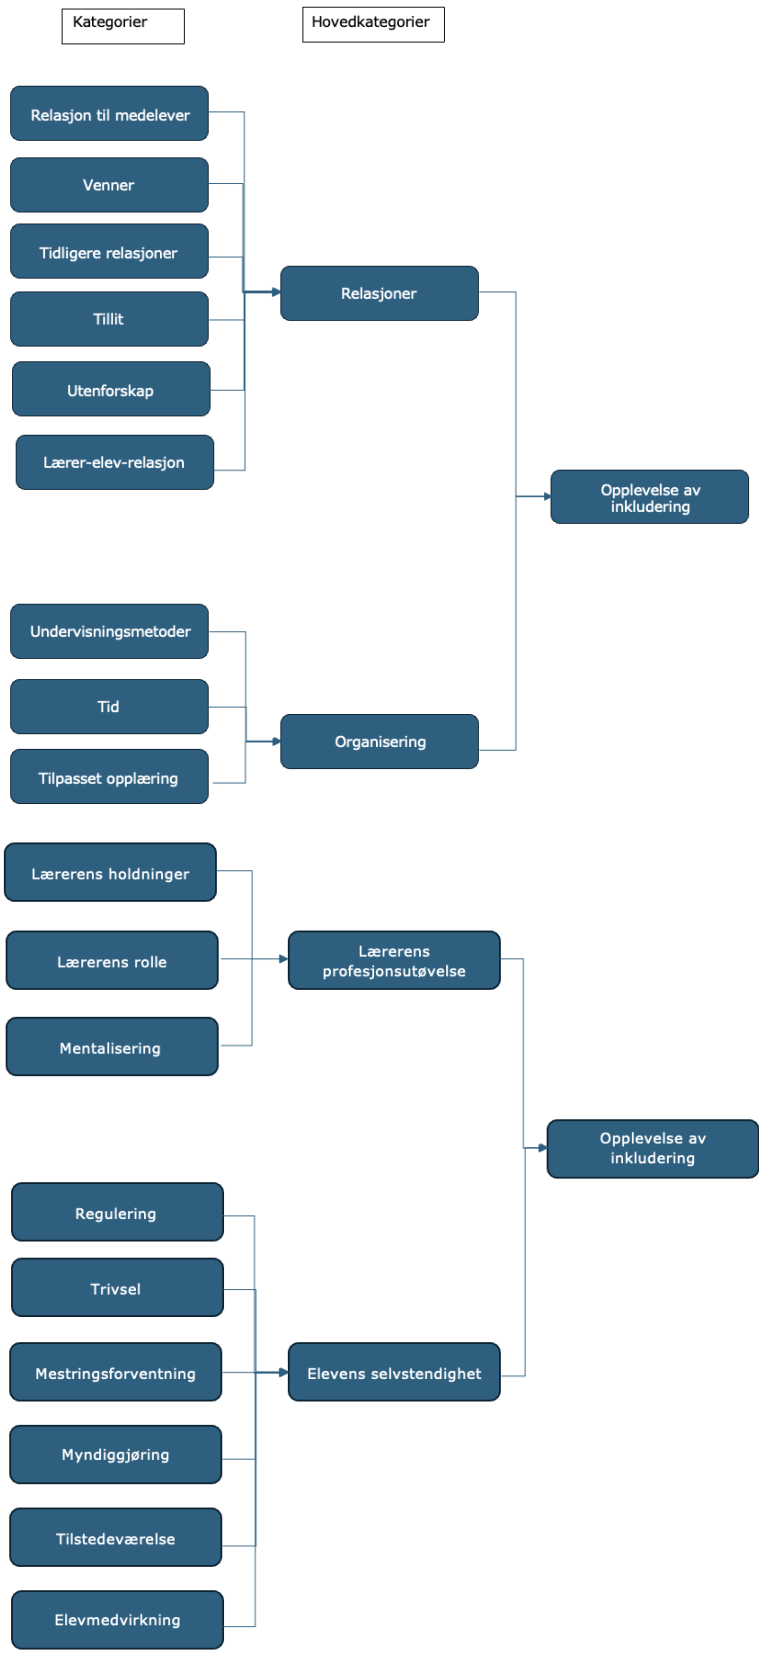 Kategorier
Hovedkategorier
Relasjon til medelever
Venner
Tidligere relasjoner
Tillit
Utenforskap
Lærer-elev-relasjon
Relasjoner
Opplevelse av
inkludering
Undervisningsmetoder
Tid
Tilpasset opplæring
Organisering
Lærerens holdninger
Lærerens rolle
Mentalisering
Lærerens
profesjonsutøvelse
Opplevelse av
inkludering
Regulering
Trivsel
Mestringsforventning
Myndiggjøring
Tilstedeværelse
Elevmedvirkning
Elevens selvstendighet